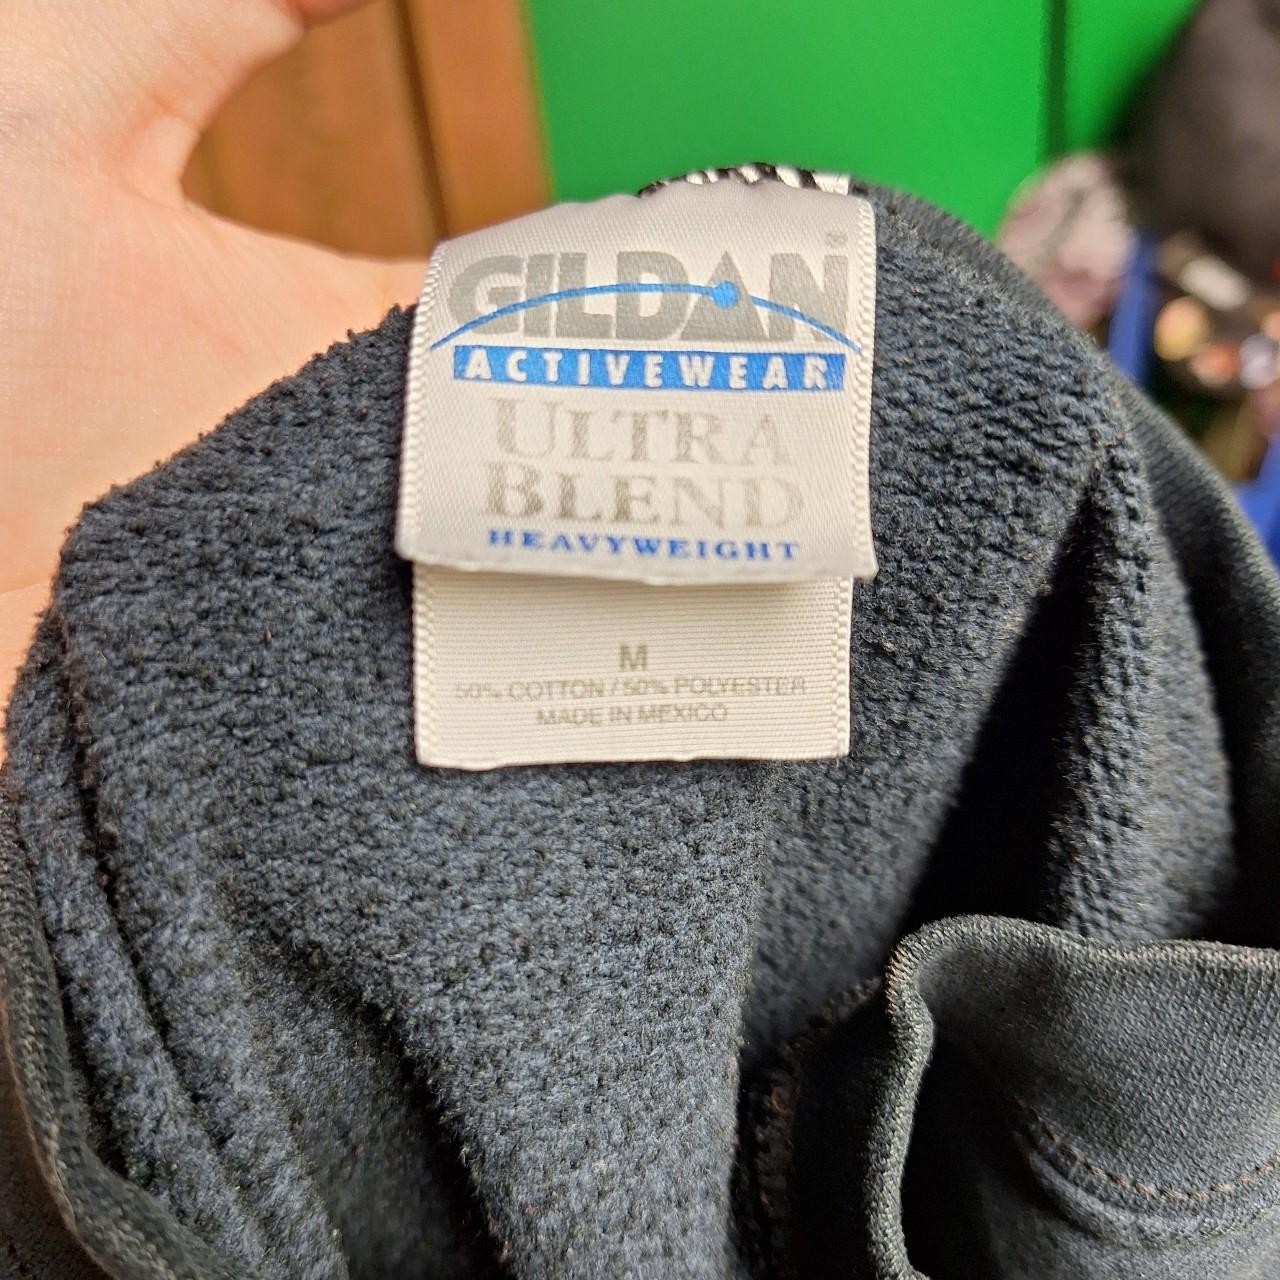 GILDAN®
ACTIVEWEAR
ULTRA
BLEND
HEAVYWEIGHT
M
50% COTTON / 50% POLYESTER
MADE IN MEXICO